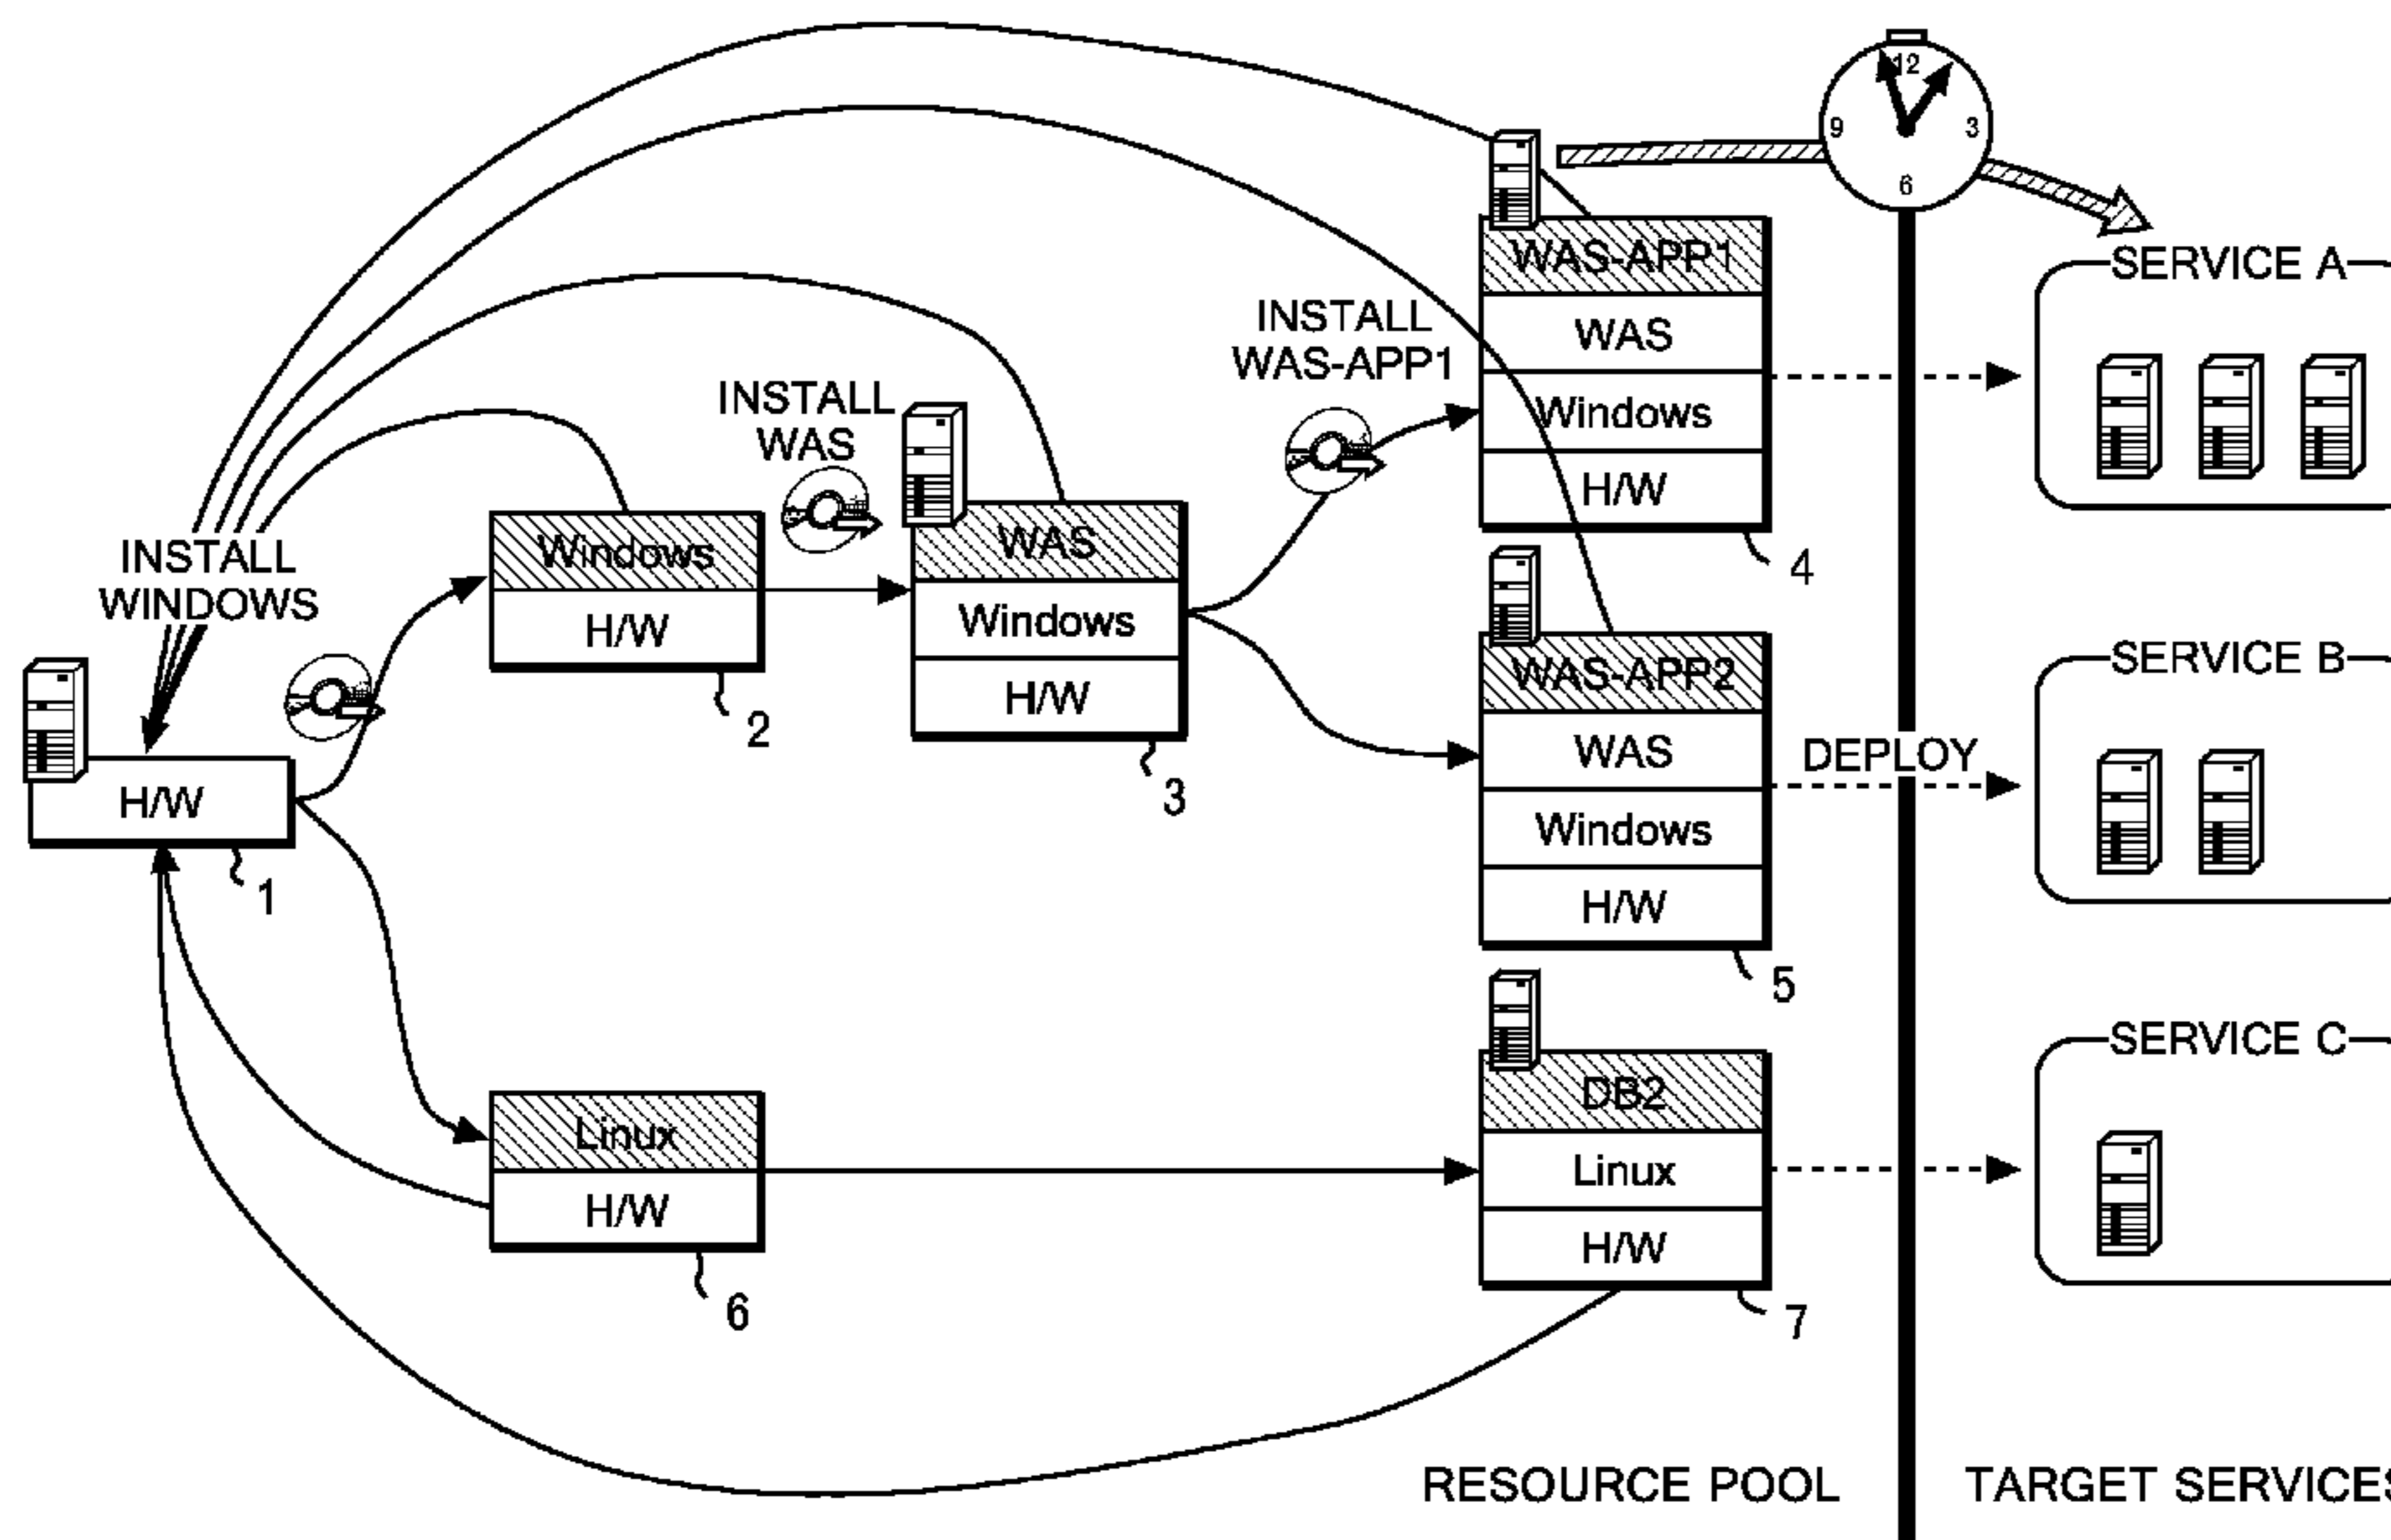 12
9
3
6
SERVICE A
WAS-APP1
WAS
Windows
H/W
4
INSTALL
WAS-APP1
INSTALL
WAS
WAS
Windows
H/W
3
Windows
H/W
2
INSTALL
WINDOWS
H/W
1
WAS-APP2
WAS
Windows
H/W
5
SERVICE B
DEPLOY
Linux
H/W
6
DB2
Linux
H/W
7
SERVICE C
RESOURCE POOL
TARGET SERVICES